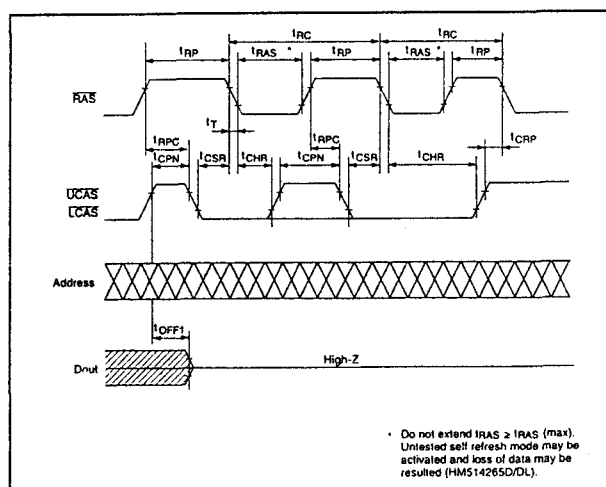 tRC tRC
tRP tRAS * tRP tRAS * tRP
RAS
tT
tRPC tRPC tCRP
tCPN tCSR tCHR tCPN tCSR tCHR
UCAS
LCAS
Address
tOFF1
High-Z
Dout
* Do not extend tRAS ≥ tRAS (max).
Untested self refresh mode may be
activated and loss of data may be
resulted (HM514265D/DL).